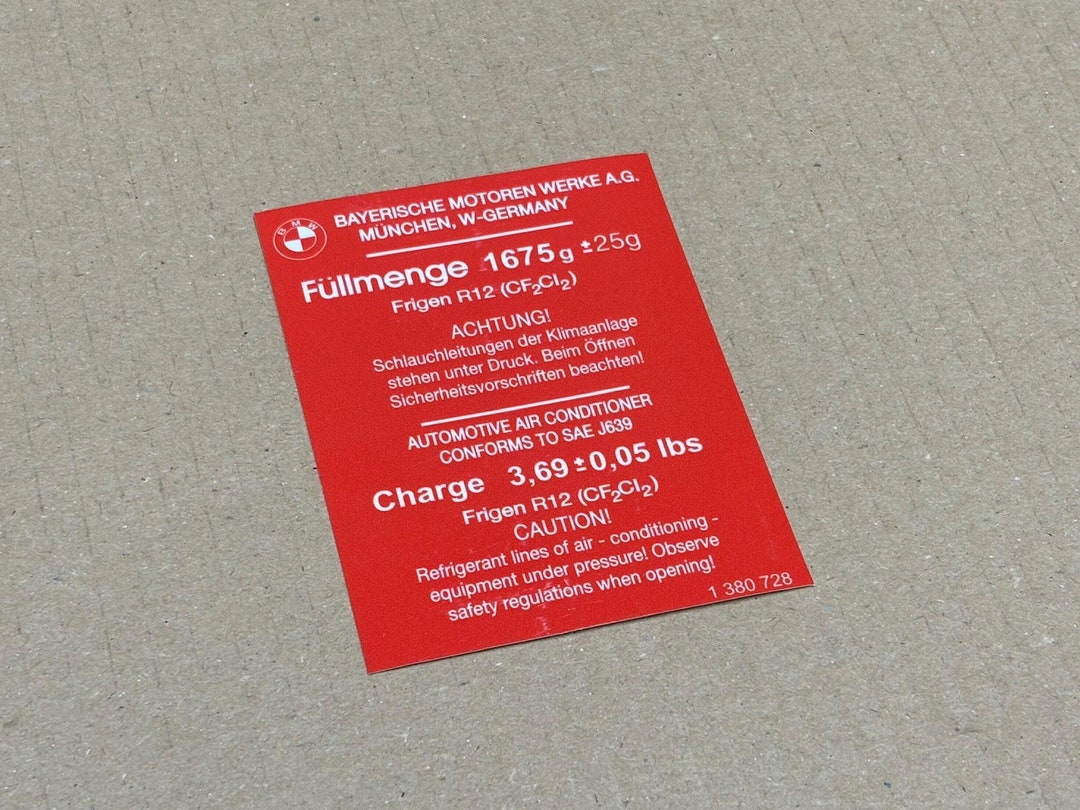 BMW
BAYERISCHE MOTOREN WERKE A.G.
MÜNCHEN, W-GERMANY
Füllmenge 1675 g ±25g
Frigen R12 (CF₂Cl₂)
ACHTUNG!
Schlauchleitungen der Klimaanlage
stehen unter Druck. Beim Öffnen
Sicherheitsvorschriften beachten!
AUTOMOTIVE AIR CONDITIONER
CONFORMS TO SAE J639
Charge 3,69 ± 0,05 lbs
Frigen R12 (CF₂Cl₂)
CAUTION!
Refrigerant lines of air - conditioning -
equipment under pressure! Observe
safety regulations when opening!
1 380 728